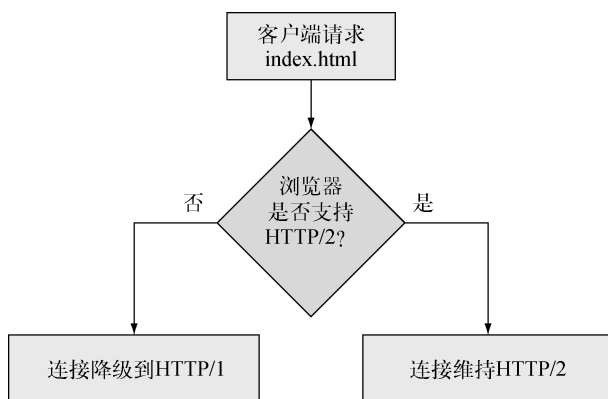 客户端请求
index.html
浏览器
是否支持
HTTP/2?
否
是
连接降级到HTTP/1
连接维持HTTP/2